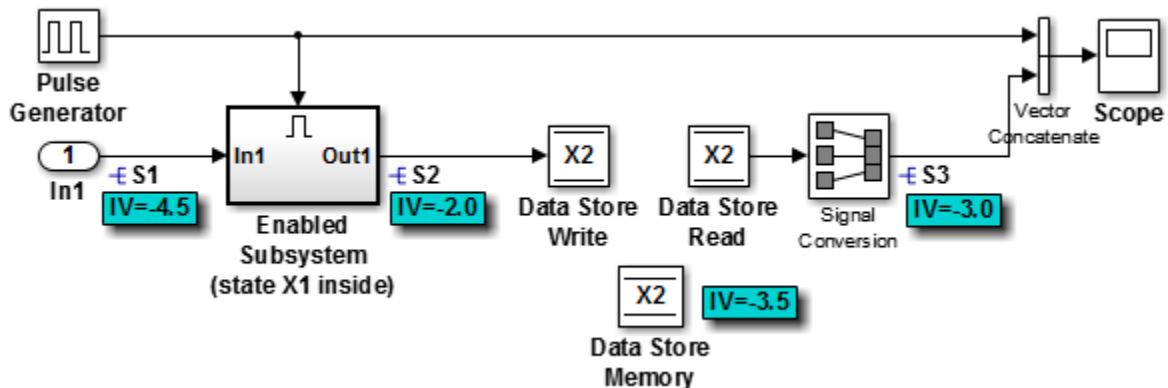 Pulse
Generator
1
In1
S1
IV=-4.5
In1
Out1
Enabled
Subsystem
(state X1 inside)
S2
IV=-2.0
X2
Data Store
Write
X2
Data Store
Read
Signal
Conversion
S3
IV=-3.0
Vector
Concatenate
Scope
X2
IV=-3.5
Data Store
Memory